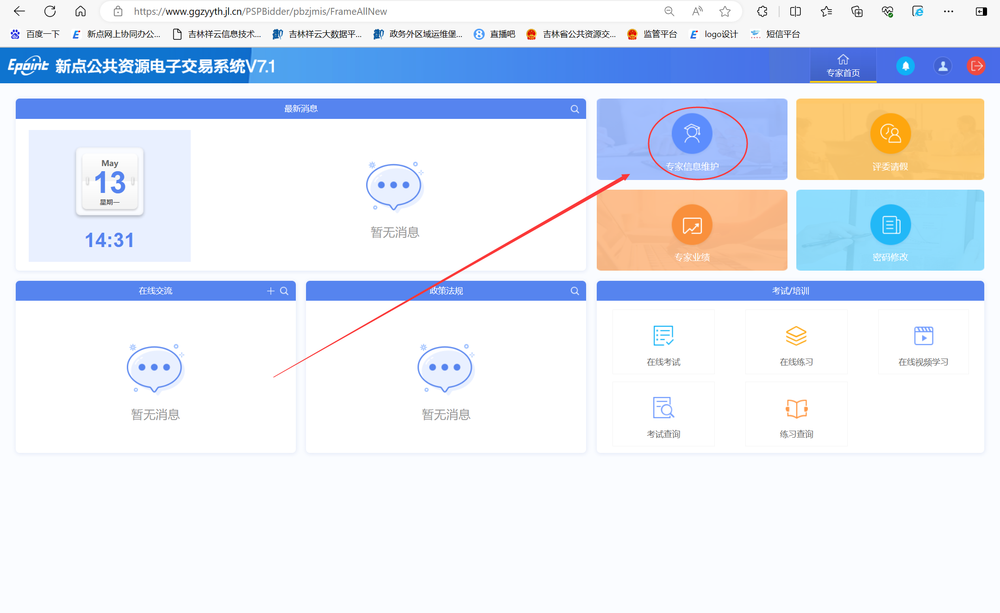 https://www.ggzyyth.jl.cn/PSPBidder/pbzjmis/FrameAllNew
百度一下
新点网上协同办公...
吉林祥云信息技术...
吉林祥云大数据平...
政务外区域运维堡...
直播吧
吉林省公共资源交...
监管平台
logo设计
短信平台
Epoint 新点公共资源电子交易系统V7.1
专家首页
最新消息
May
13
星期一
14:31
暂无消息
专家信息维护
评委请假
专家业绩
密码修改
在线交流
暂无消息
政策法规
暂无消息
考试/培训
在线考试
在线练习
在线视频学习
考试查询
练习查询